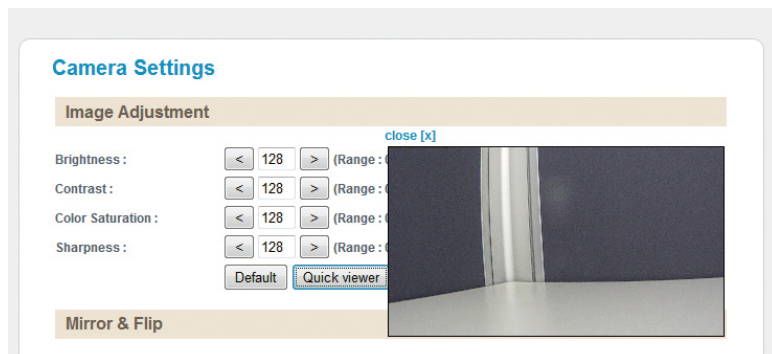 Camera Settings
Image Adjustment
close [x]
Brightness : < 128 > (Range :
Contrast : < 128 > (Range :
Color Saturation : < 128 > (Range :
Sharpness : < 128 > (Range :
Default Quick viewer
Mirror & Flip